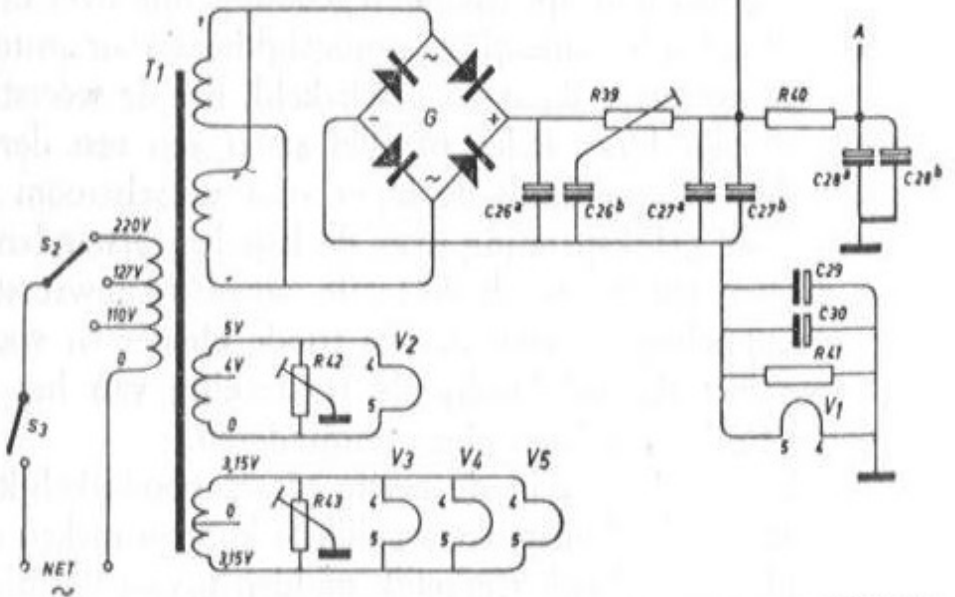 T1
1
~
G
-
+
~
R39
R40
A
C26a
C26b
C27a
C27b
C28a
C28b
S2
220V
127V
110V
0
S3
NET
~
5V
4V
0
R42
V2
4
5
3,15V
0
3,15V
R43
V3
V4
V5
4
5
4
5
4
5
C29
C30
R41
V1
5
4